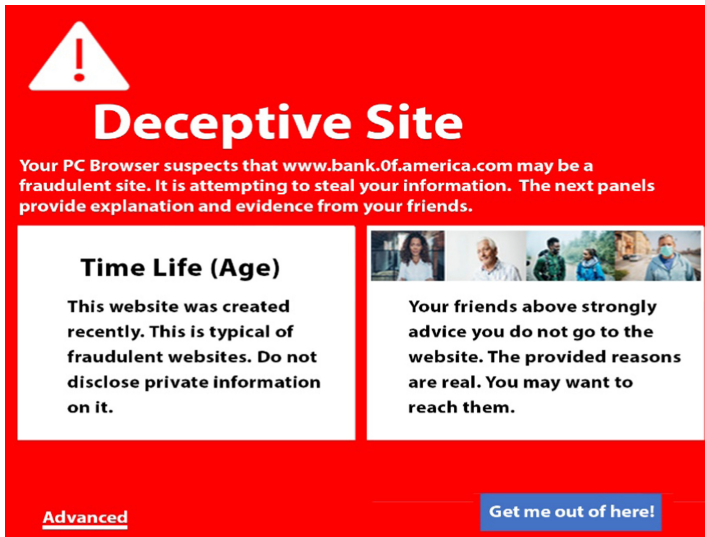 !
Deceptive Site
Your PC Browser suspects that www.bank.0f.america.com may be a
fraudulent site. It is attempting to steal your information. The next panels
provide explanation and evidence from your friends.
Time Life (Age)
This website was created
recently. This is typical of
fraudulent websites. Do not
disclose private information
on it.
Your friends above strongly
advice you do not go to the
website. The provided reasons
are real. You may want to
reach them.
Advanced
Get me out of here!